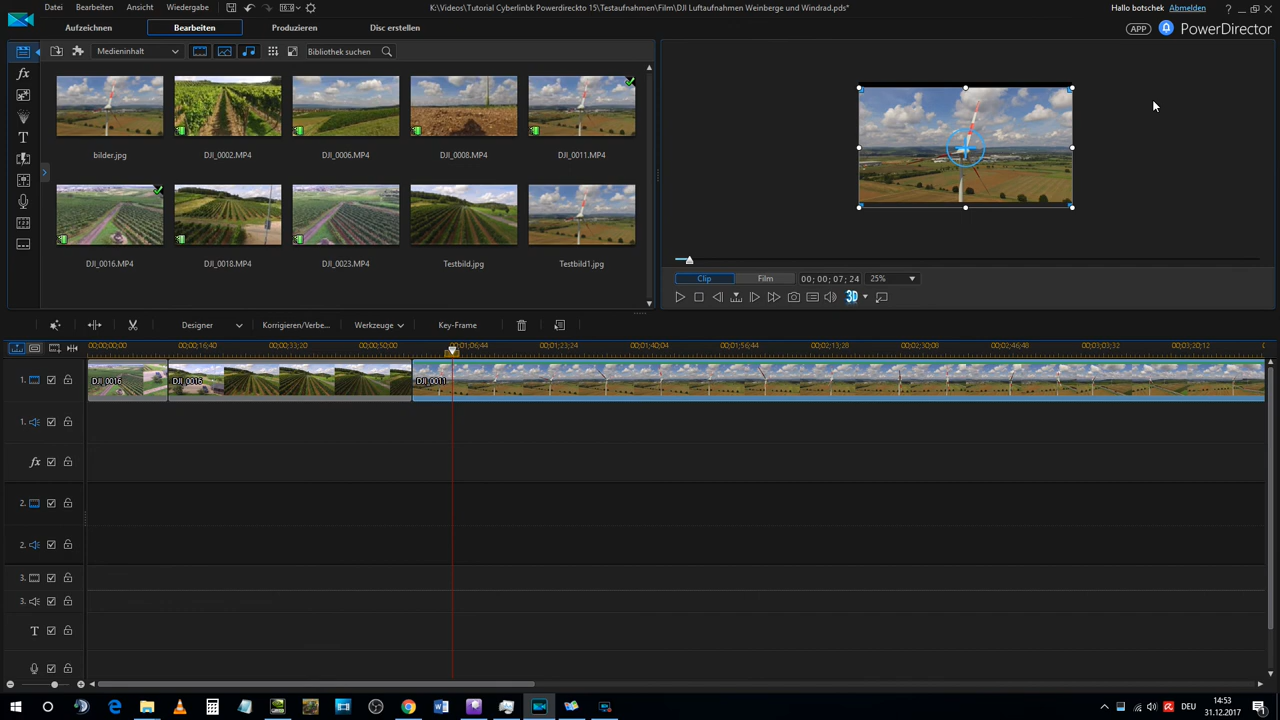 Datei Bearbeiten Ansicht Wiedergabe
K:\Videos\Tutorial Cyberlinbk Powerdireckto 15\Testaufnahmen\Film\DJI Luftaufnahmen Weinberge und Windrad.pds*
Hallo botschek Abmelden
Aufzeichnen Bearbeiten Produzieren Disc erstellen
APP PowerDirector
Medieninhalt Bibliothek suchen
bilder.jpg DJI_0002.MP4 DJI_0006.MP4 DJI_0008.MP4 DJI_0011.MP4
DJI_0016.MP4 DJI_0018.MP4 DJI_0023.MP4 Testbild.jpg Testbild1.jpg
Clip Film 00; 00; 07; 24 25%
3D
Designer Korrigieren/Verbe... Werkzeuge Key-Frame
00;00;00;00 00;00;16;40 00;00;33;20 00;00;50;00 00;01;06;44 00;01;23;24 00;01;40;04 00;01;56;44 00;02;13;28 00;02;30;08 00;02;46;48 00;03;03;32 00;03;20;12
1. DJI_0016 DJI_0016 DJI_0011
1.
fx
2.
2.
3.
3.
T
DEU 14:53
31.12.2017